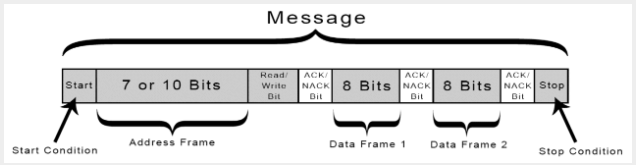 Message
Start
7 or 10 Bits
Read/
Write
Bit
ACK/
NACK
Bit
8 Bits
ACK/
NACK
Bit
8 Bits
ACK/
NACK
Bit
Stop
Start Condition
Address Frame
Data Frame 1
Data Frame 2
Stop Condition